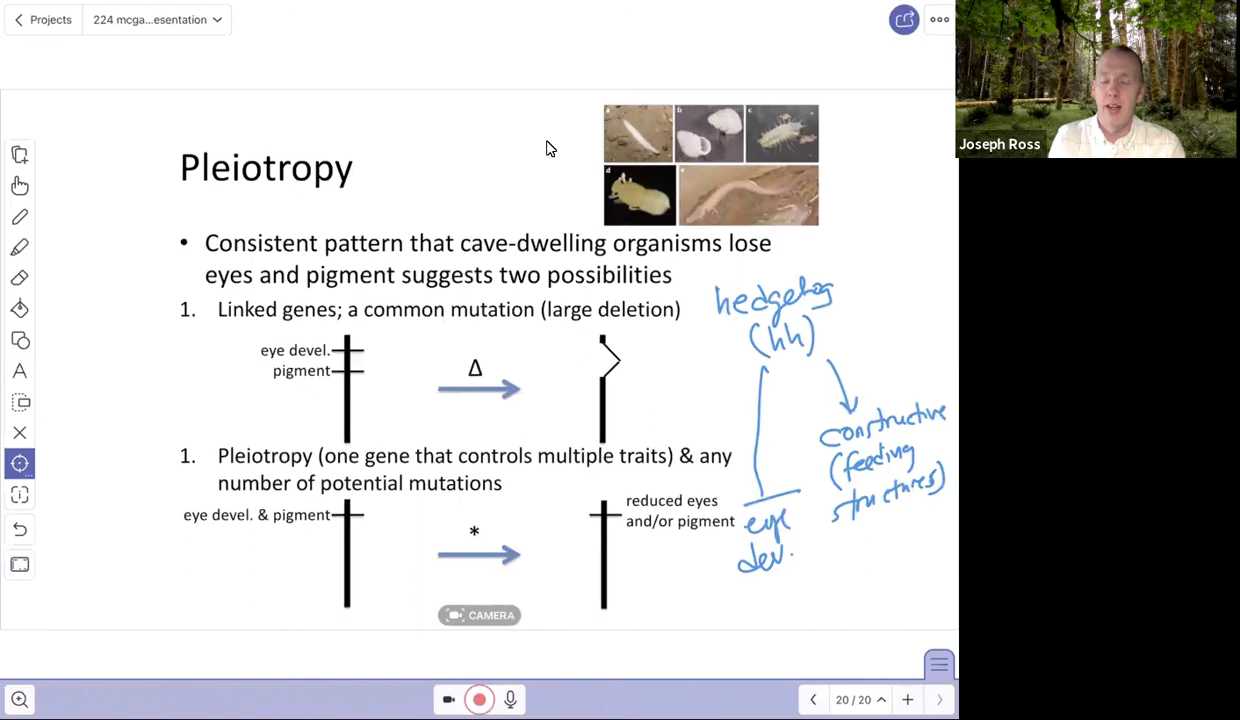 Projects
224 mcga...esentation
Joseph Ross
a
b
c
d
e
Pleiotropy
• Consistent pattern that cave-dwelling organisms lose
eyes and pigment suggests two possibilities
1. Linked genes; a common mutation (large deletion)
eye devel.
pigment
Δ
hedgehog
(hh)
eye
dev.
constructive
(feeding
structures)
1. Pleiotropy (one gene that controls multiple traits) & any
number of potential mutations
eye devel. & pigment
*
reduced eyes
and/or pigment
CAMERA
20/20